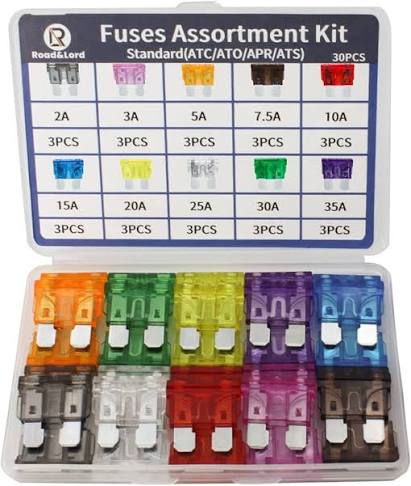 Road&Lord
Fuses Assortment Kit
Standard(ATC/ATO/APR/ATS)
30PCS
2A 3A 5A 7.5A 10A
3PCS 3PCS 3PCS 3PCS 3PCS
15A 20A 25A 30A 35A
3PCS 3PCS 3PCS 3PCS 3PCS